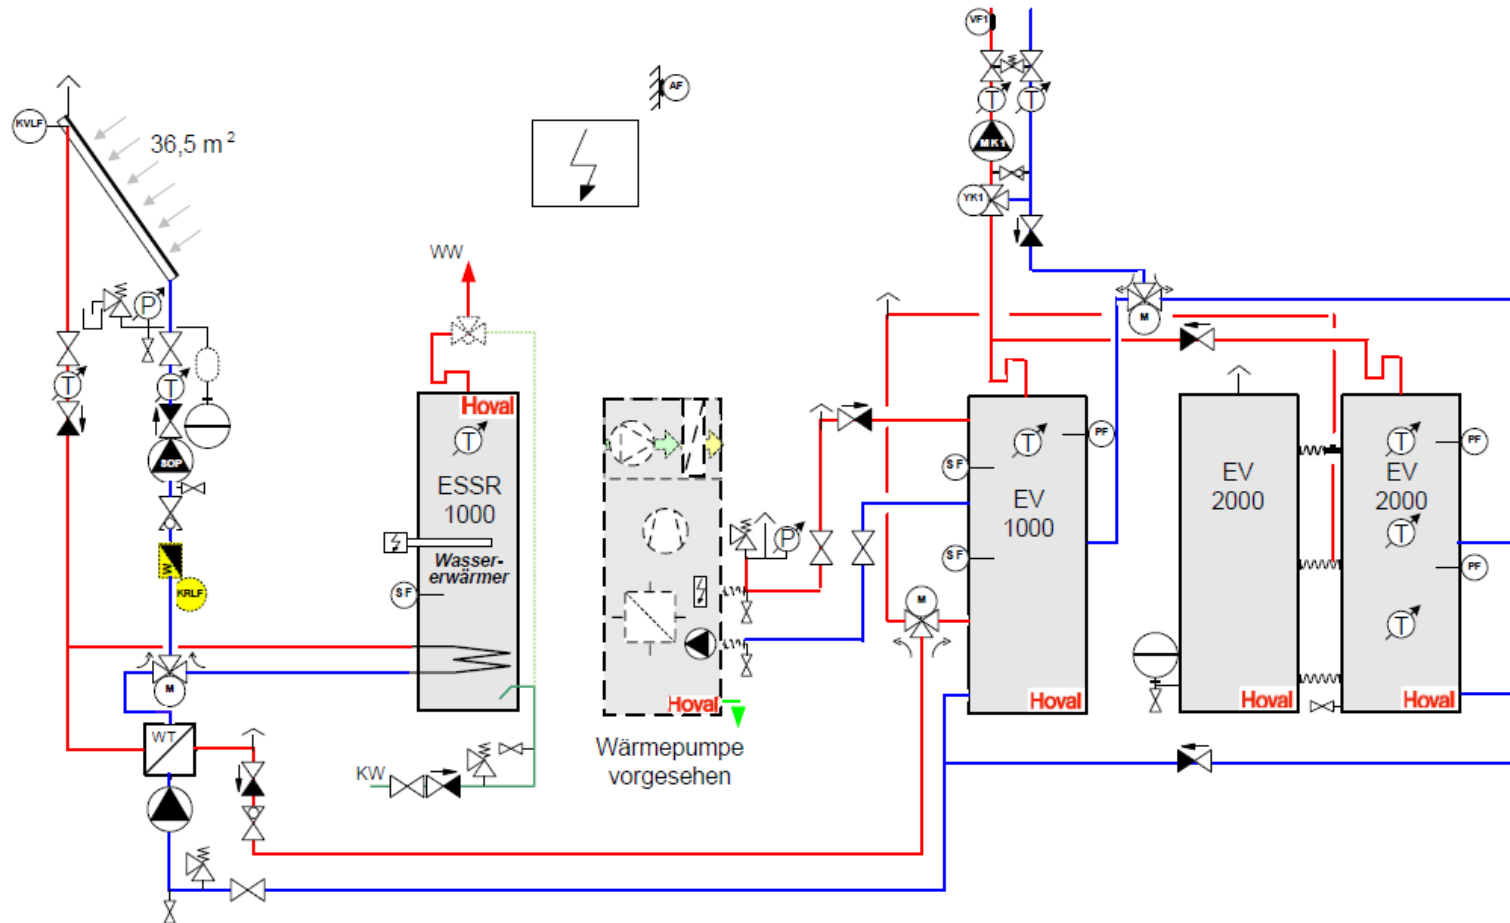 VF1
AF
T
T
KVLF
36,5 m²
MK1
YK1
WW
P
M
T
T
Hoval
T
T
PF
T
PF
SOP
ESSR
1000
SF
EV
1000
EV
2000
EV
2000
P
T
W
Wasser-
erwärmer
SF
PF
KRLF
SF
M
T
M
Hoval
Hoval
Hoval
Hoval
WT
Wärmepumpe
vorgesehen
KW